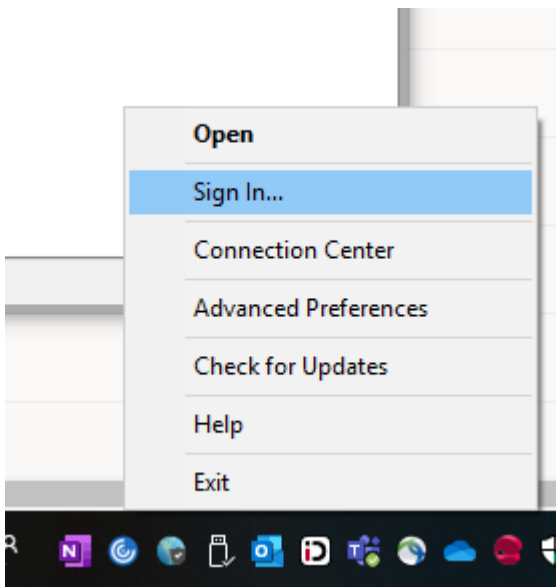 Open
Sign In...
Connection Center
Advanced Preferences
Check for Updates
Help
Exit